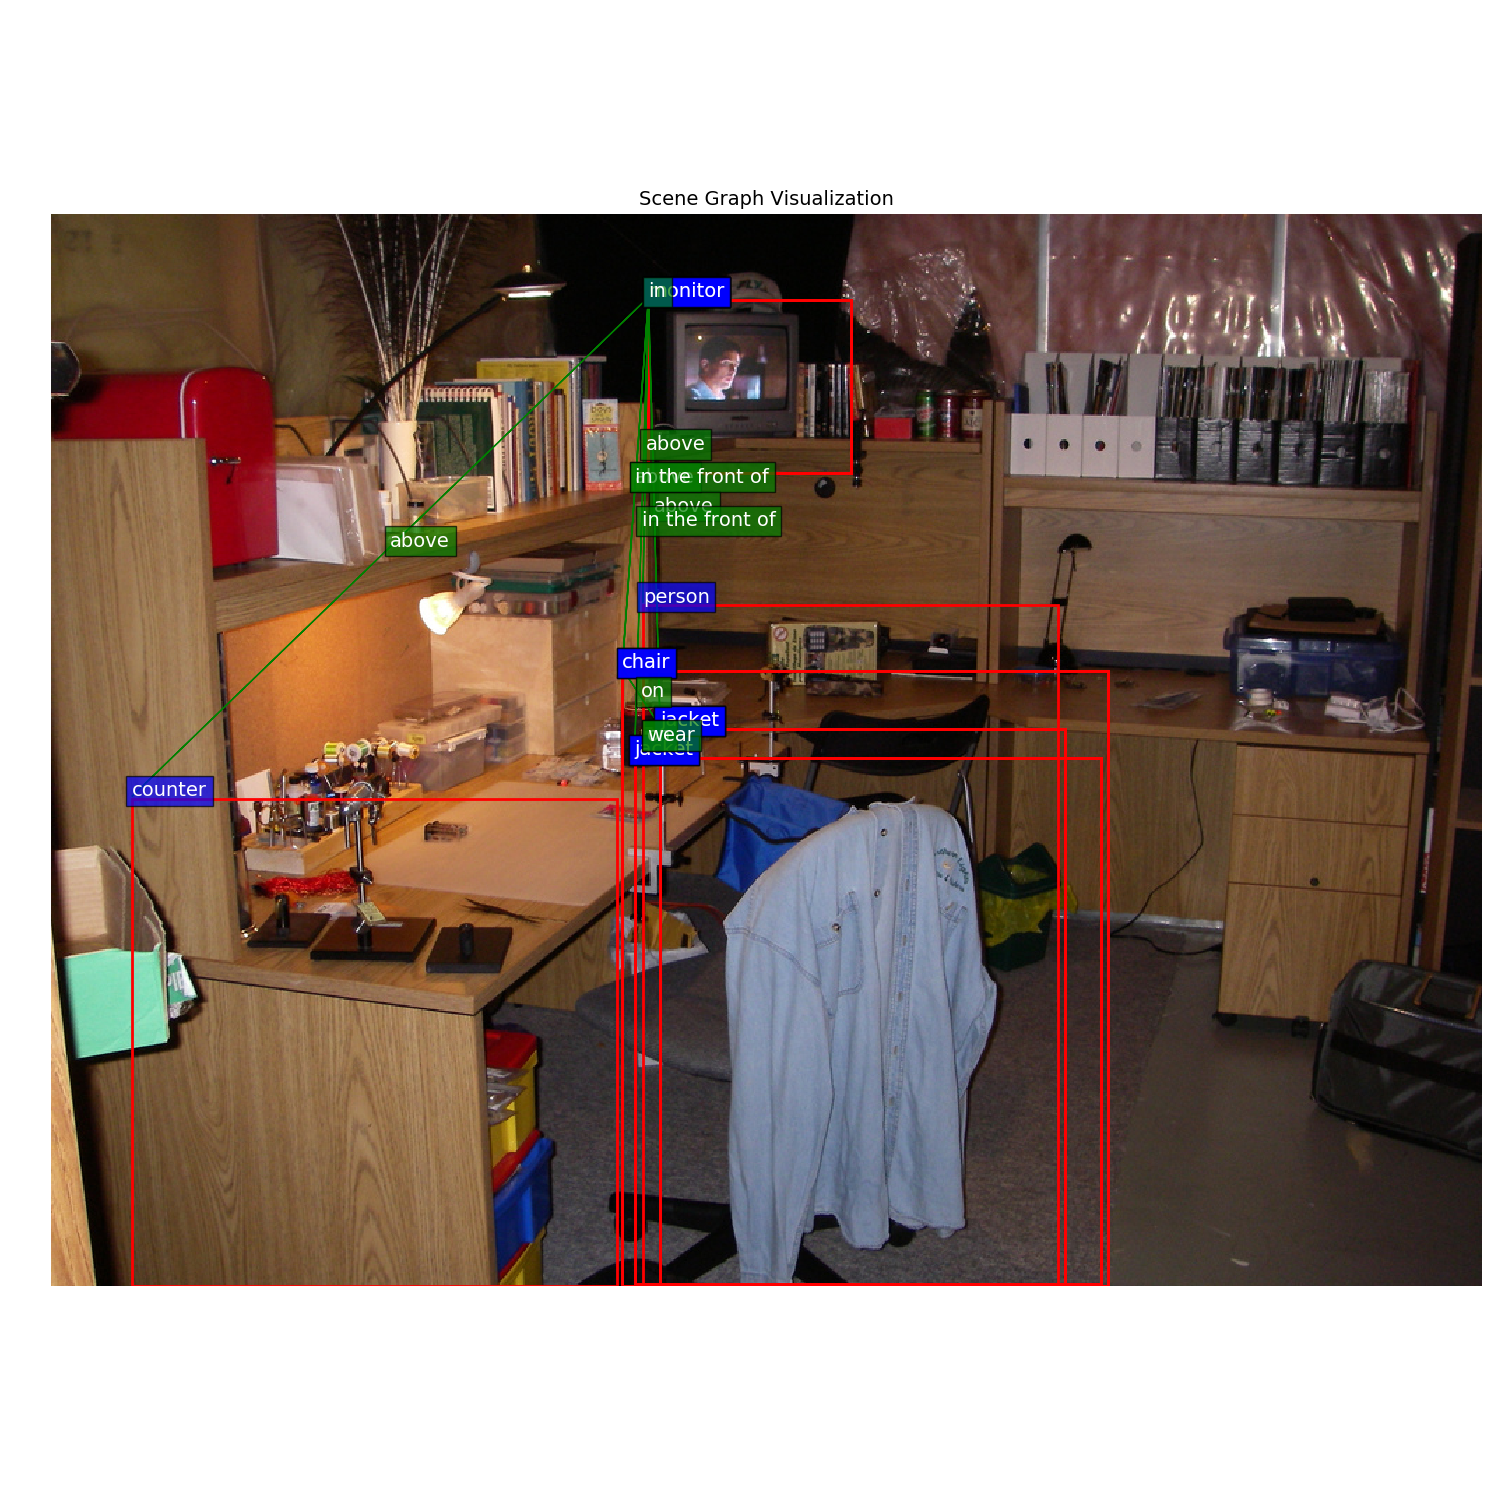 Scene Graph Visualization
monitor
in
above
in the front of
above
in the front of
above
person
chair
on
jacket
wear
jacket
counter